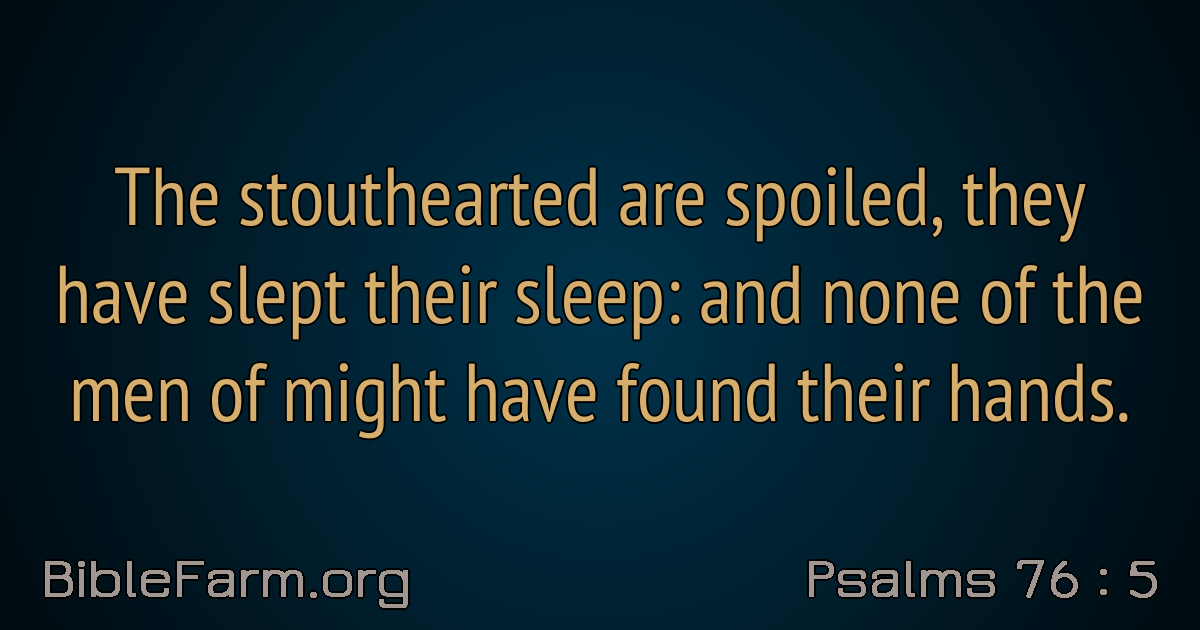 The stouthearted are spoiled, they
have slept their sleep: and none of the
men of might have found their hands.
BibleFarm.org
Psalms 76 : 5